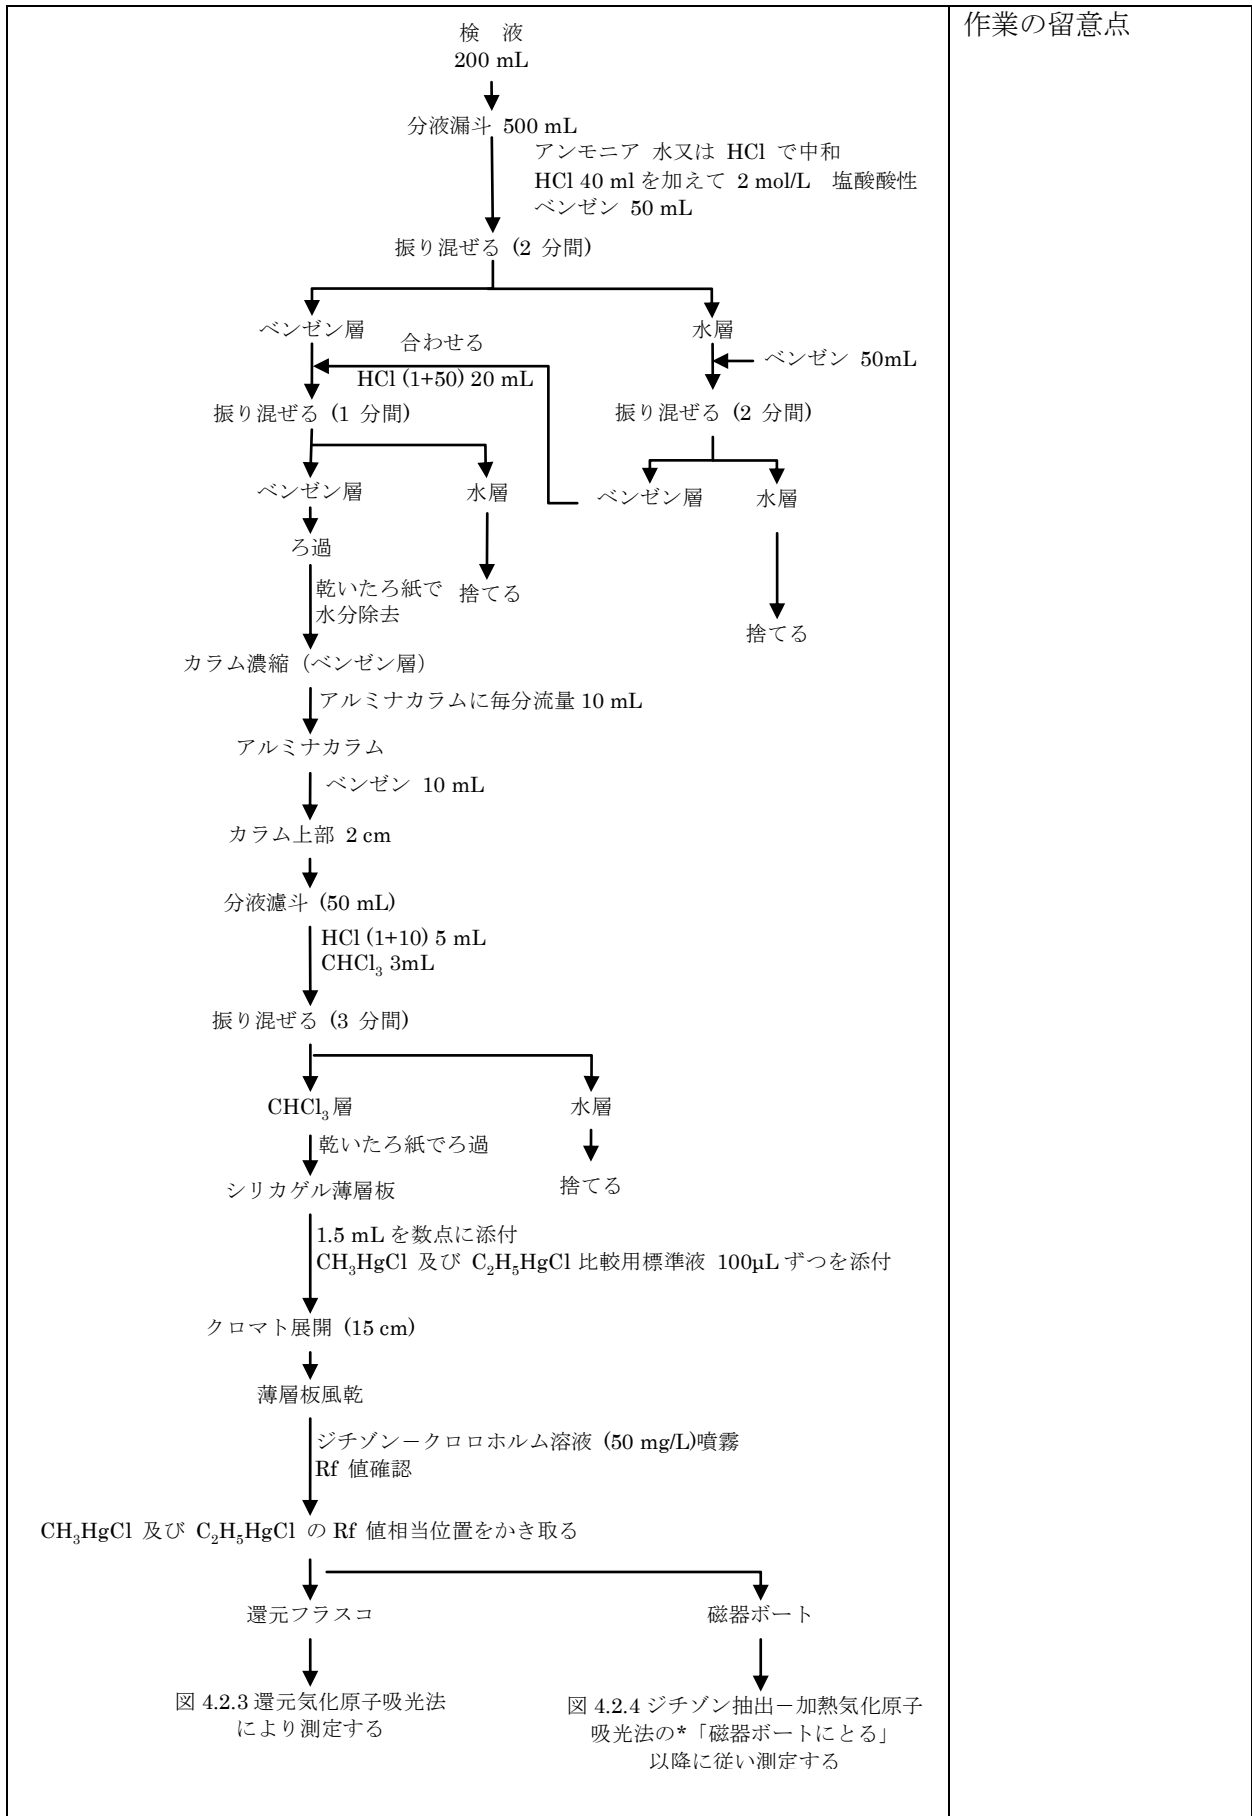 作業の留意点
検 液
200 mL
分液漏斗 500 mL
アンモニア 水又は HCl で中和
HCl 40 ml を加えて 2 mol/L 塩酸酸性
ベンゼン 50 mL
振り混ぜる (2 分間)
ベンゼン層
水層
合わせる
ベンゼン 50mL
HCl (1+50) 20 mL
振り混ぜる (1 分間)
振り混ぜる (2 分間)
ベンゼン層
水層
ベンゼン層
水層
ろ過
乾いたろ紙で
水分除去
捨てる
捨てる
カラム濃縮（ベンゼン層）
アルミナカラムに毎分流量 10 mL
アルミナカラム
ベンゼン 10 mL
カラム上部 2 cm
分液濾斗 (50 mL)
HCl (1+10) 5 mL
CHCl₃ 3mL
振り混ぜる (3 分間)
CHCl₃層
水層
乾いたろ紙でろ過
シリカゲル薄層板
捨てる
1.5 mL を数点に添付
CH₃HgCl 及び C₂H₅HgCl 比較用標準液 100μL ずつを添付
クロマト展開 (15 cm)
薄層板風乾
ジチゾン－クロロホルム溶液 (50 mg/L)噴霧
Rf 値確認
CH₃HgCl 及び C₂H₅HgCl の Rf 値相当位置をかき取る
還元フラスコ
磁器ボート
図 4.2.3 還元気化原子吸光法
により測定する
図 4.2.4 ジチゾン抽出－加熱気化原子
吸光法の*「磁器ボートにとる」
以降に従い測定する